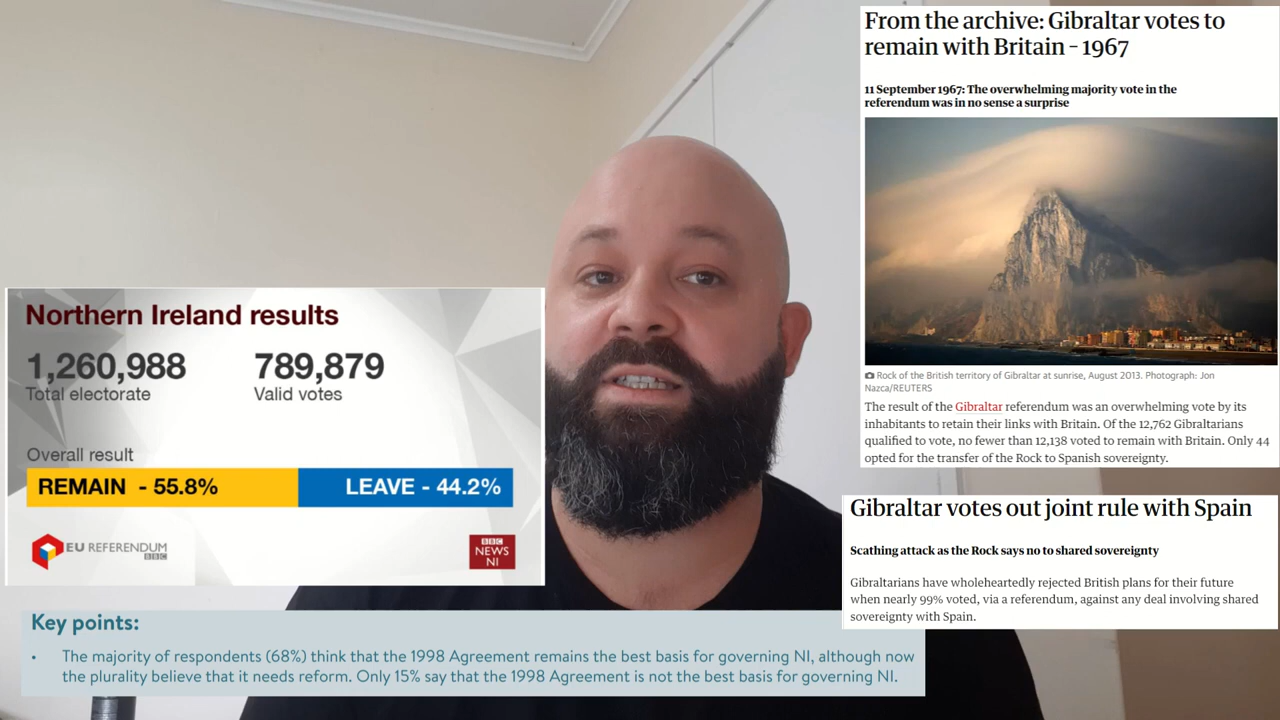 From the archive: Gibraltar votes to
remain with Britain – 1967
11 September 1967: The overwhelming majority vote in the
referendum was in no sense a surprise
Rock of the British territory of Gibraltar at sunrise, August 2013. Photograph: Jon
Nazca/REUTERS
The result of the Gibraltar referendum was an overwhelming vote by its
inhabitants to retain their links with Britain. Of the 12,762 Gibraltarians
qualified to vote, no fewer than 12,138 voted to remain with Britain. Only 44
opted for the transfer of the Rock to Spanish sovereignty.
Gibraltar votes out joint rule with Spain
Scathing attack as the Rock says no to shared sovereignty
Gibraltarians have wholeheartedly rejected British plans for their future
when nearly 99% voted, via a referendum, against any deal involving shared
sovereignty with Spain.
Northern Ireland results
1,260,988 789,879
Total electorate Valid votes
Overall result
REMAIN - 55.8% LEAVE - 44.2%
EU REFERENDUM
BBC
BBC
NEWS
NI
Key points:
• The majority of respondents (68%) think that the 1998 Agreement remains the best basis for governing NI, although now
the plurality believe that it needs reform. Only 15% say that the 1998 Agreement is not the best basis for governing NI.